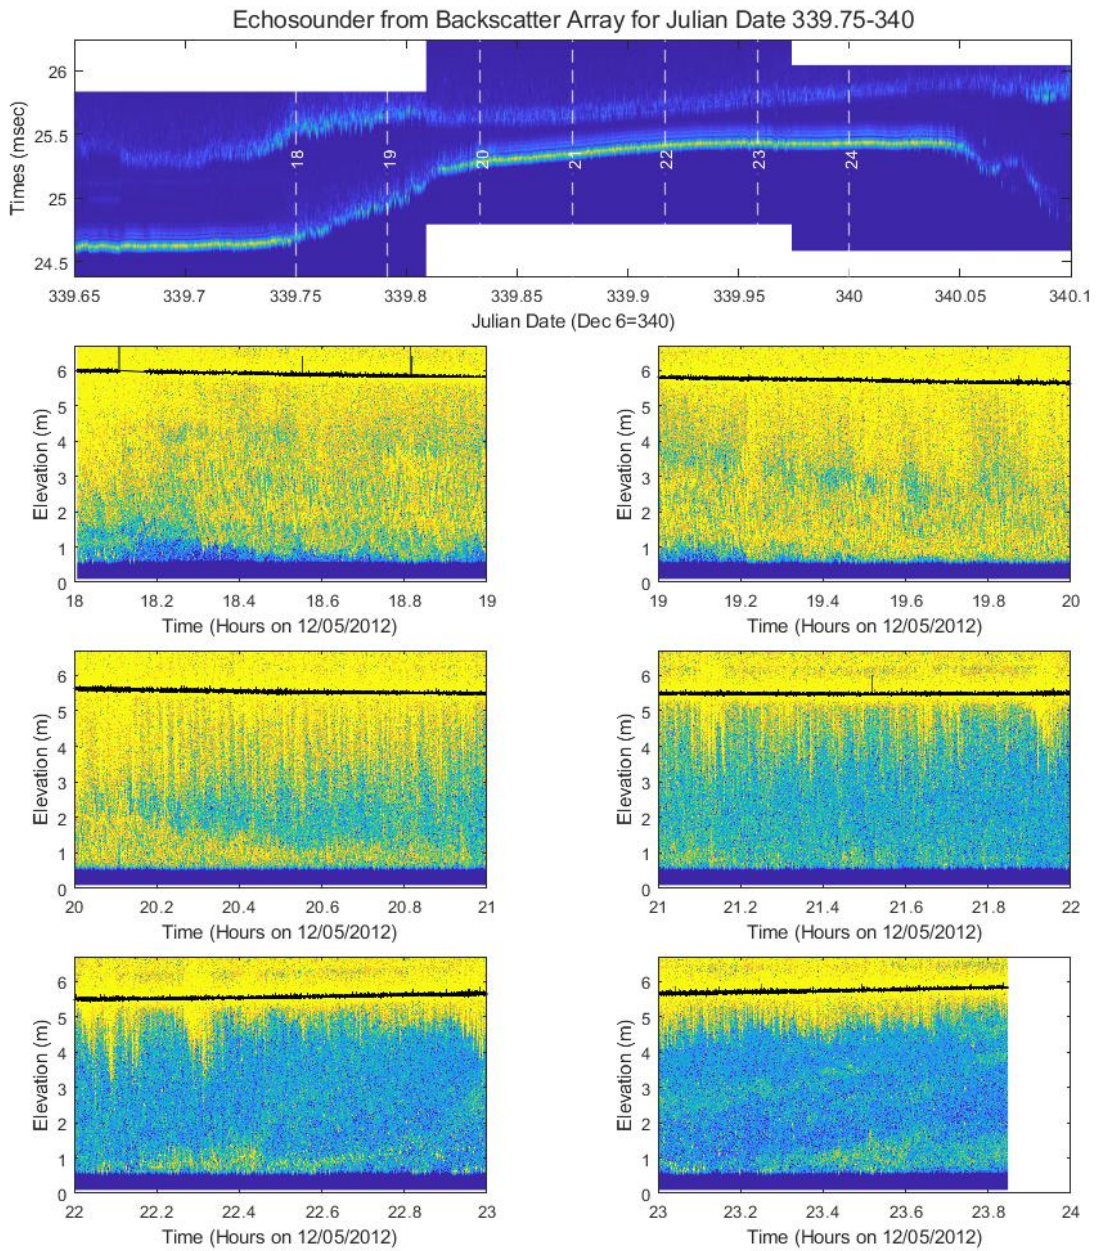 Echosounder from Backscatter Array for Julian Date 339.75-340
Times (msec)
26
25.5
25
24.5
18
19
20
21
22
23
24
339.65 339.7 339.75 339.8 339.85 339.9 339.95 340 340.05 340.1
Julian Date (Dec 6=340)
Elevation (m)
6
5
4
3
2
1
0
18 18.2 18.4 18.6 18.8 19
Time (Hours on 12/05/2012)
Elevation (m)
6
5
4
3
2
1
0
19 19.2 19.4 19.6 19.8 20
Time (Hours on 12/05/2012)
Elevation (m)
6
5
4
3
2
1
0
20 20.2 20.4 20.6 20.8 21
Time (Hours on 12/05/2012)
Elevation (m)
6
5
4
3
2
1
0
21 21.2 21.4 21.6 21.8 22
Time (Hours on 12/05/2012)
Elevation (m)
6
5
4
3
2
1
0
22 22.2 22.4 22.6 22.8 23
Time (Hours on 12/05/2012)
Elevation (m)
6
5
4
3
2
1
0
23 23.2 23.4 23.6 23.8 24
Time (Hours on 12/05/2012)